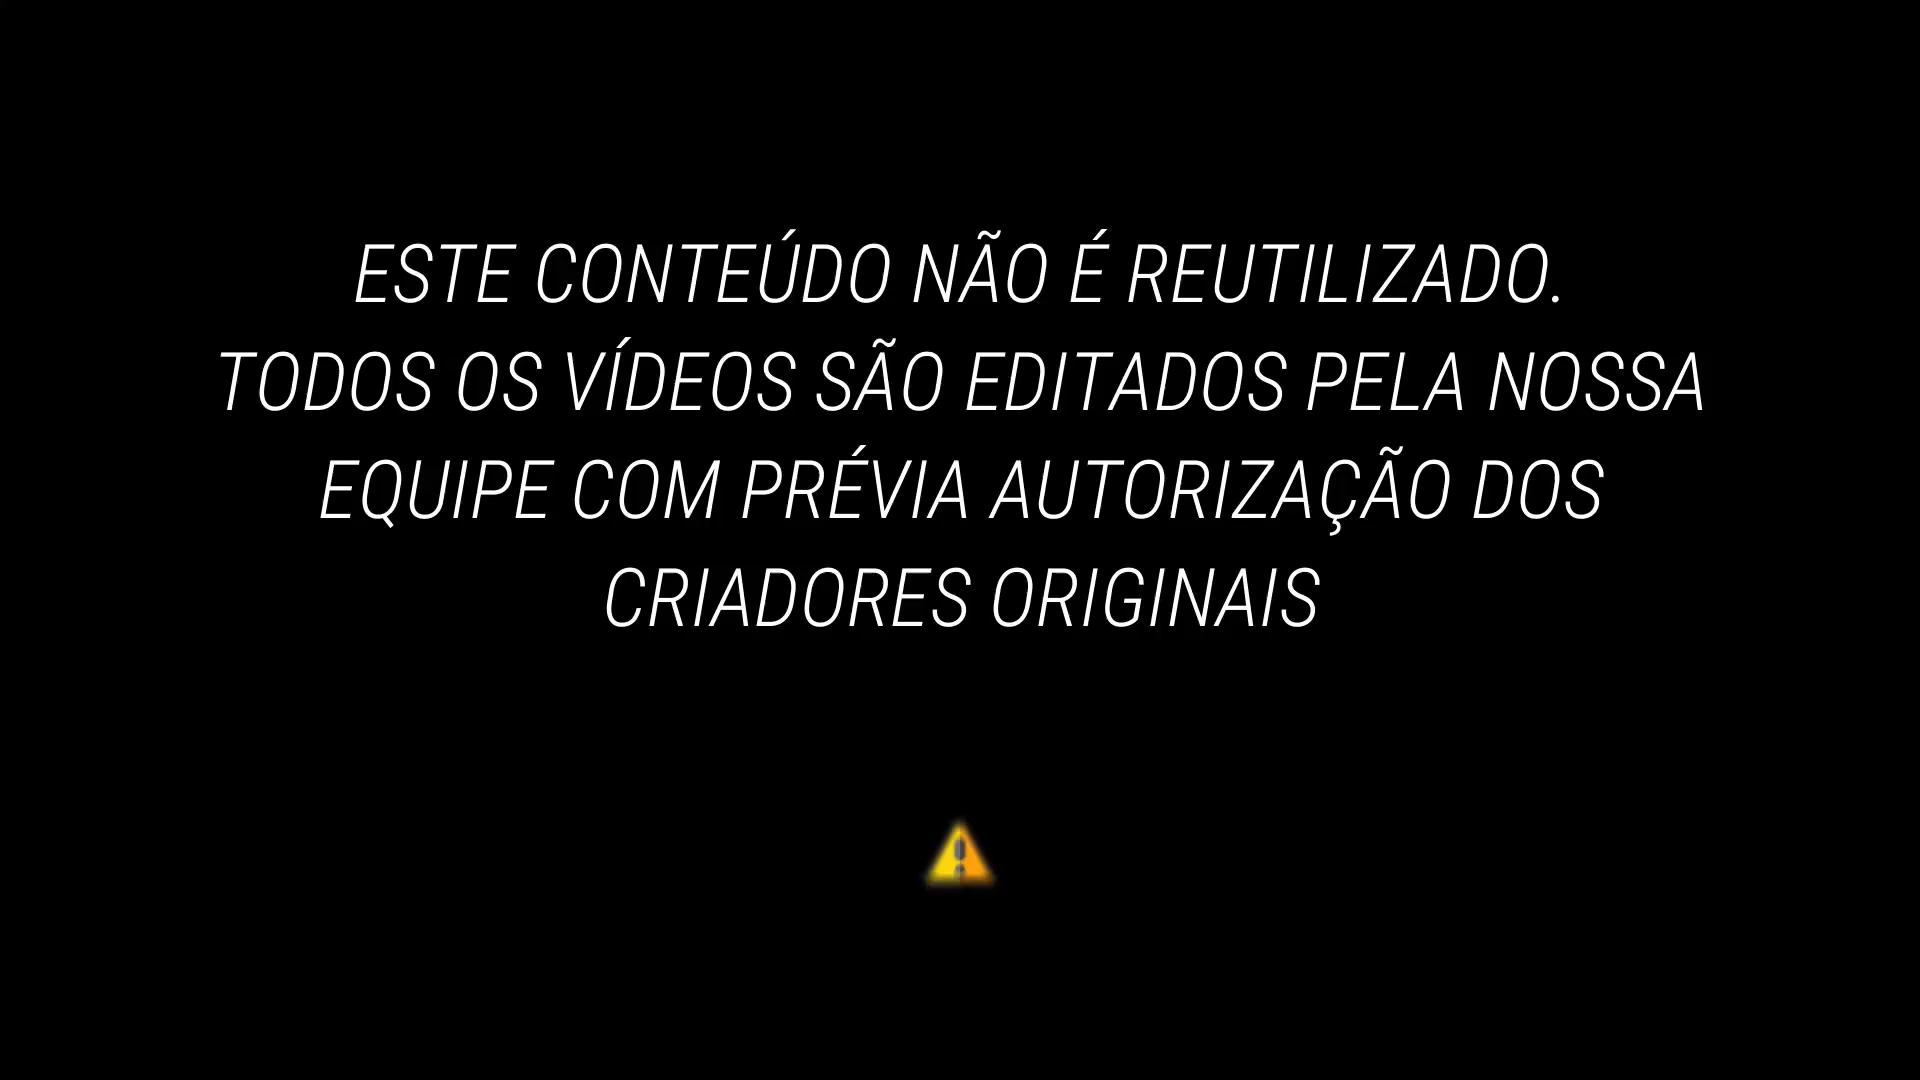 ESTE CONTEÚDO NÃO É REUTILIZADO.
TODOS OS VÍDEOS SÃO EDITADOS PELA NOSSA
EQUIPE COM PRÉVIA AUTORIZAÇÃO DOS
CRIADORES ORIGINAIS